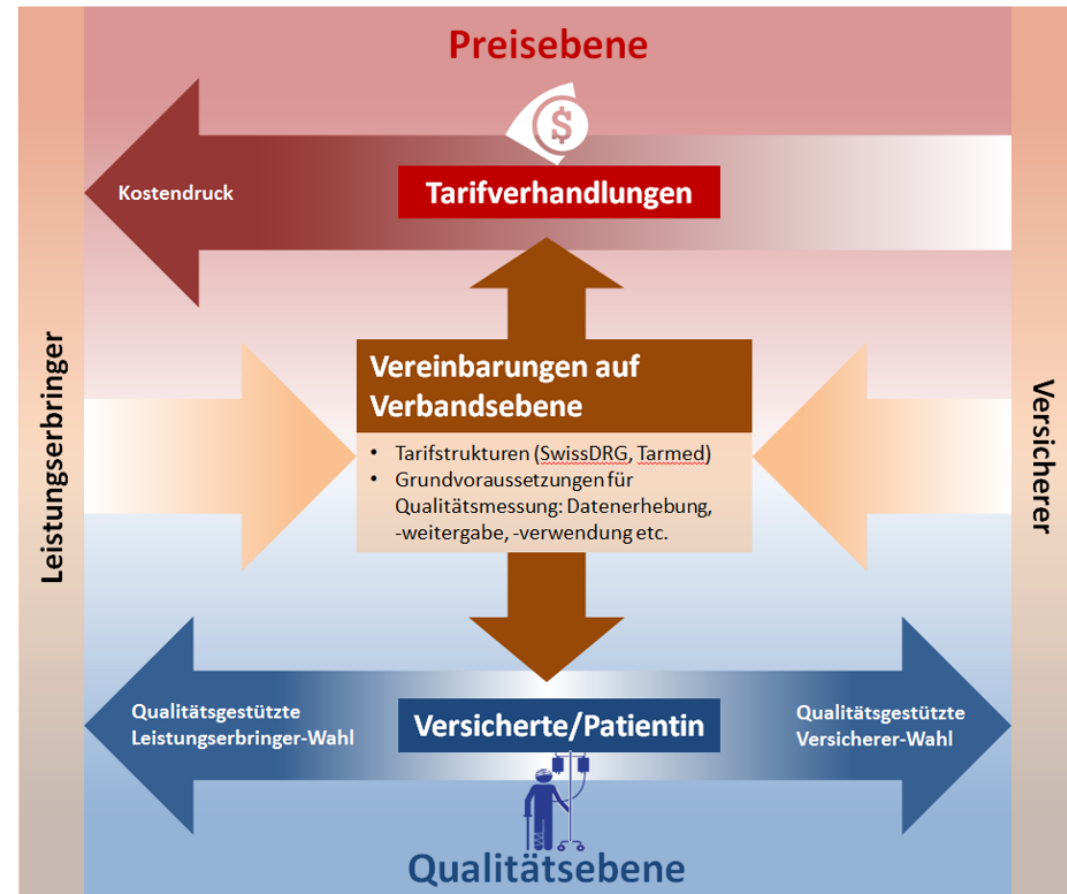 Preisebene
$
Kostendruck
Tarifverhandlungen
Leistungserbringer
Vereinbarungen auf
Verbandsebene
• Tarifstrukturen (SwissDRG, Tarmed)
• Grundvoraussetzungen für
Qualitätsmessung: Datenerhebung,
-weitergabe, -verwendung etc.
Versicherer
Qualitätsgestützte
Leistungserbringer-Wahl
Versicherte/Patientin
Qualitätsgestützte
Versicherer-Wahl
Qualitätsebene